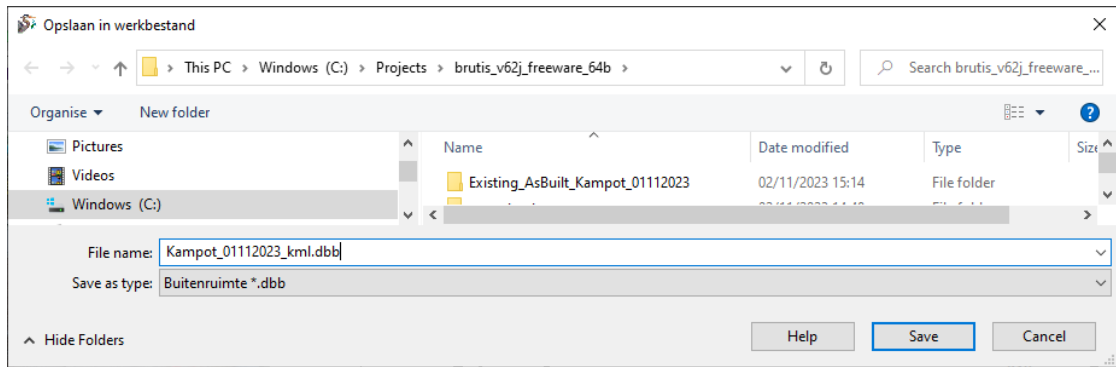 Opslaan in werkbestand
This PC > Windows (C:) > Projects > brutis_v62j_freeware_64b >
Search brutis_v62j_freeware_...
Organise
New folder
Pictures
Videos
Windows (C:)
Name Date modified Type Size
Existing_AsBuilt_Kampot_01112023 02/11/2023 15:14 File folder
File name: Kampot_01112023_kml.dbb
Save as type: Buitenruimte *.dbb
Hide Folders
Help
Save
Cancel